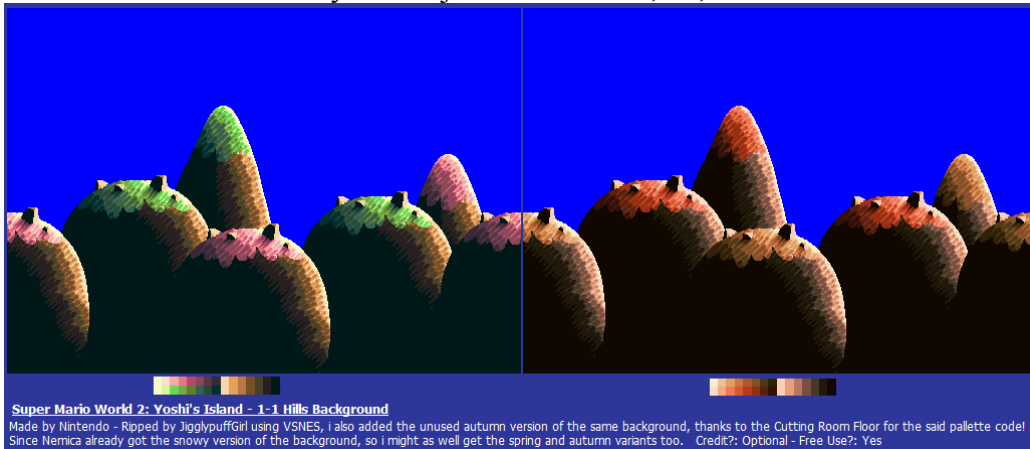 Super Mario World 2: Yoshi's Island - 1-1 Hills Background
Made by Nintendo - Ripped by JigglypuffGirl using VSNES, i also added the unused autumn version of the same background, thanks to the Cutting Room Floor for the said pallette code!
Since Nemica already got the snowy version of the background, so i might as well get the spring and autumn variants too.   Credit?: Optional - Free Use?: Yes